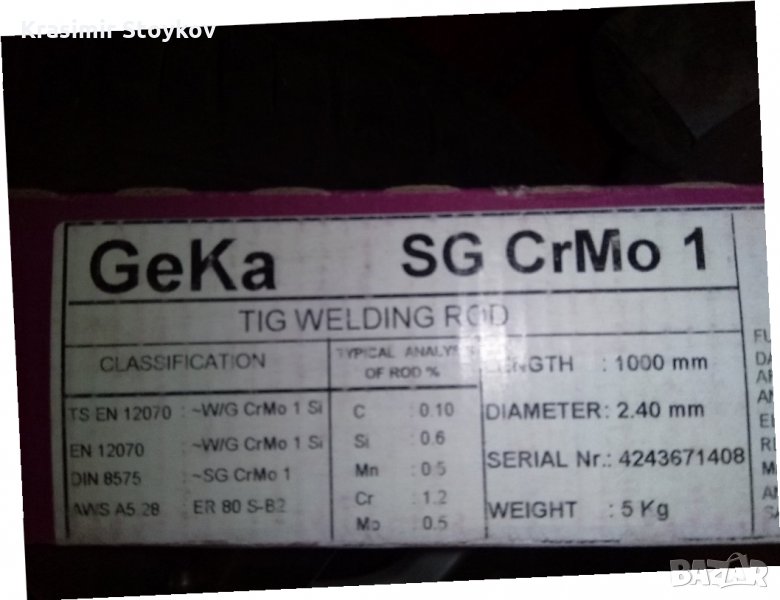 Krasimir Stoykov
GeKa SG CrMo 1
TIG WELDING ROD
CLASSIFICATION
TS EN 12070 : ~W/G CrMo 1 Si
EN 12070 : ~W/G CrMo 1 Si
DIN 8575 : ~SG CrMo 1
AWS A5.28 : ER 80 S-B2
TYPICAL ANALYSIS
OF ROD %
C : 0.10
Si : 0.6
Mn : 0.5
Cr : 1.2
Mo : 0.5
LENGTH : 1000 mm
DIAMETER : 2.40 mm
SERIAL Nr.: 4243671408
WEIGHT : 5 Kg
BAZAR